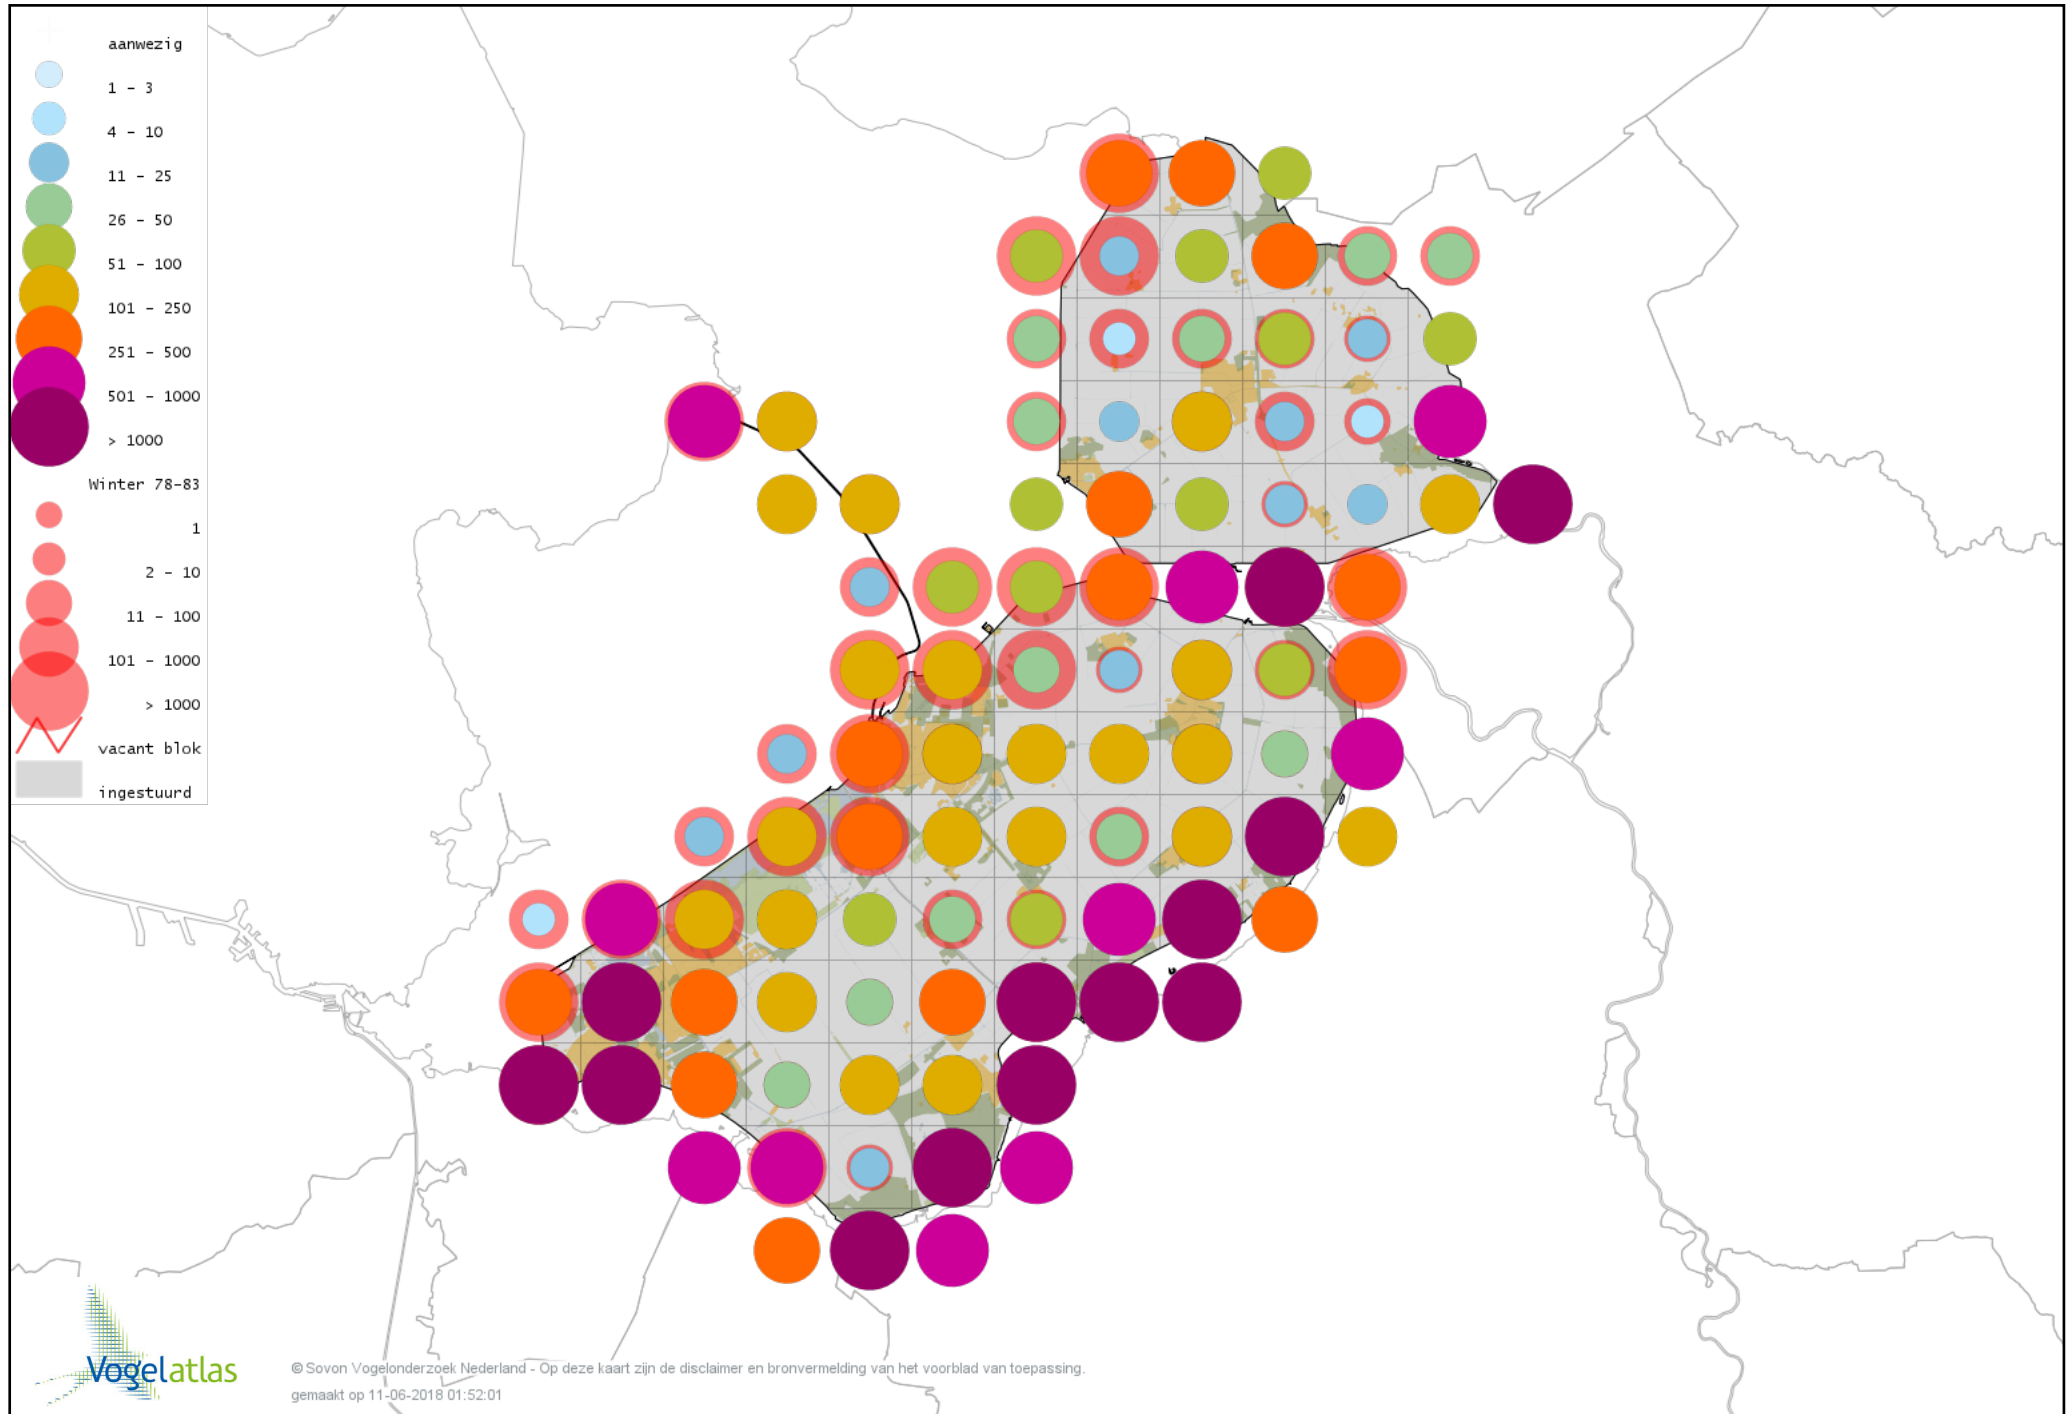 aanwezig
1 - 3
4 - 10
11 - 25
26 - 50
51 - 100
101 - 250
251 - 500
501 - 1000
> 1000
Winter 78-83
1
2 - 10
11 - 100
101 - 1000
> 1000
vacant blok
ingestuurd
Vogelatlas
© Sovon Vogelonderzoek Nederland - Op deze kaart zijn de disclaimer en bronvermelding van het voorblad van toepassing.
gemaakt op 11-06-2018 01:52:01